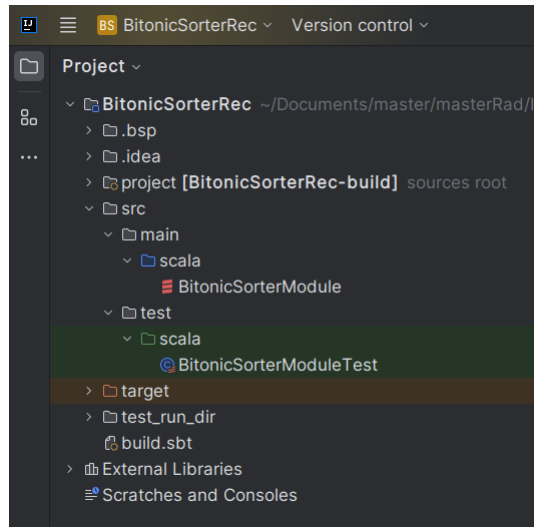 IJ BS BitonicSorterRec Version control
Project
BitonicSorterRec ~/Documents/master/masterRad/
.bsp
.idea
project [BitonicSorterRec-build] sources root
src
main
scala
BitonicSorterModule
test
scala
BitonicSorterModuleTest
target
test_run_dir
build.sbt
External Libraries
Scratches and Consoles